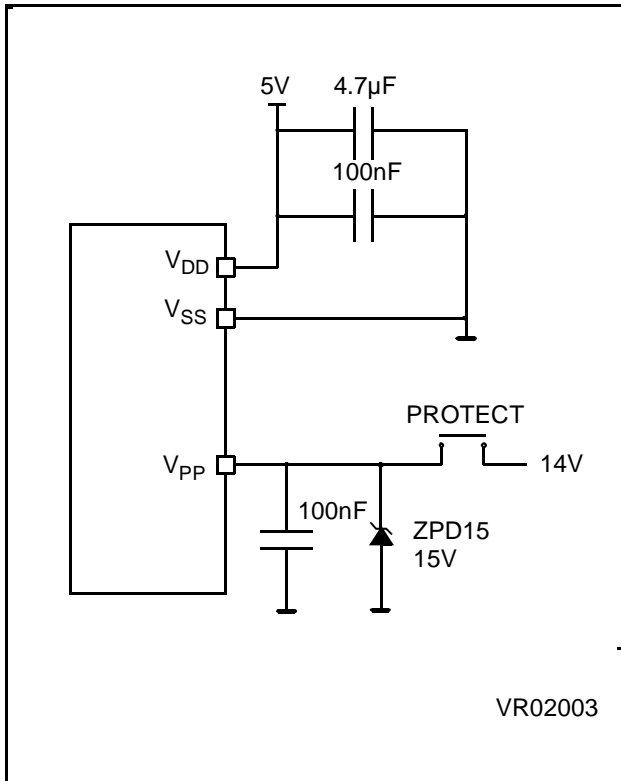 5V
4.7µF
100nF
VDD
VSS
PROTECT
VPP
14V
100nF
ZPD15
15V
VR02003